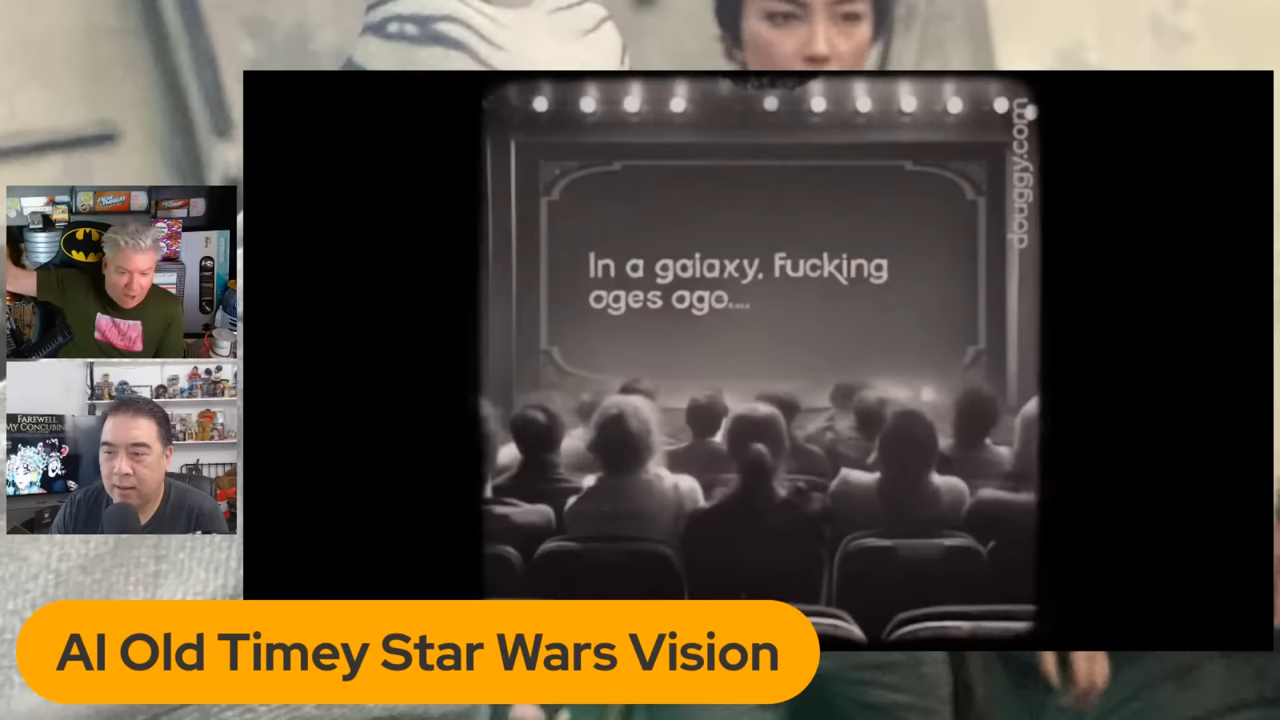 In a galaxy, Fucking
ages ago...
douggy.com
FAREWELL
MY CONCUBINE
AI Old Timey Star Wars Vision